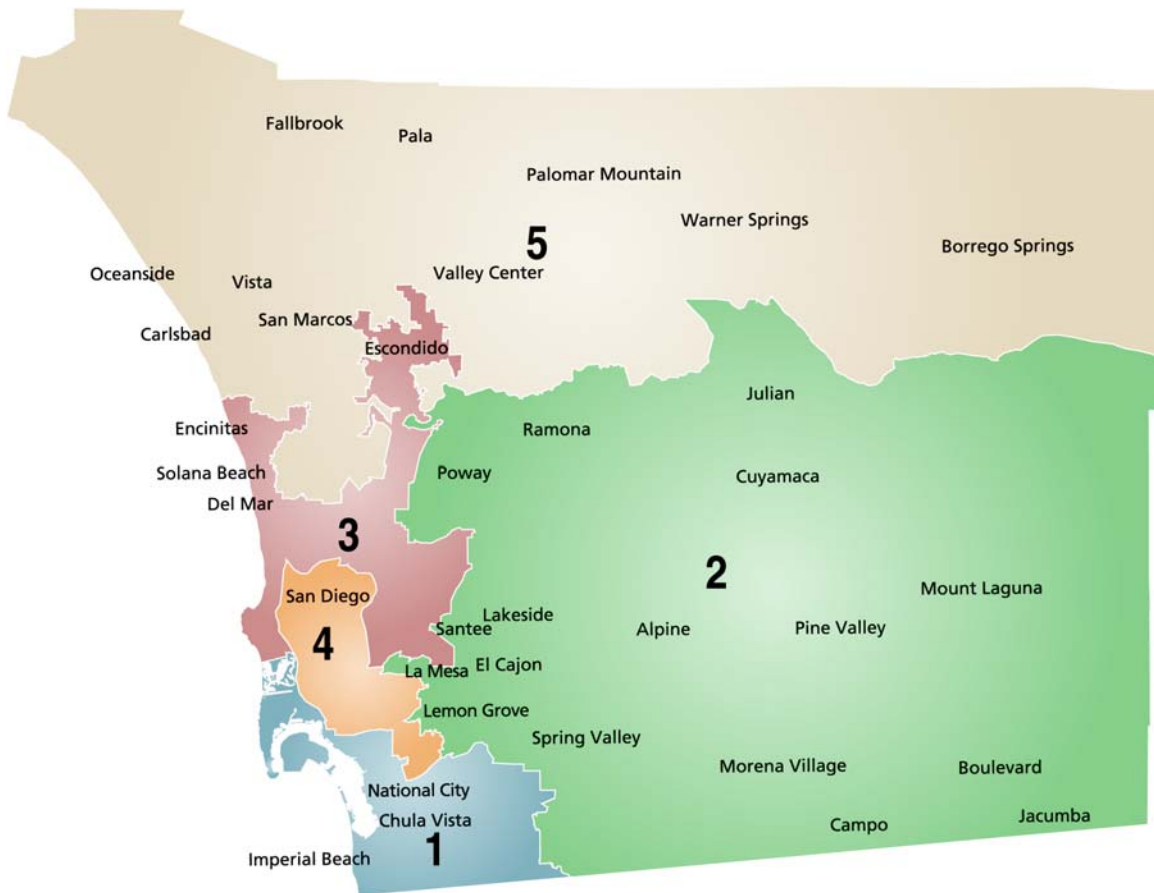 Fallbrook
Pala
Palomar Mountain
Warner Springs
5
Borrego Springs
Oceanside
Vista
Valley Center
San Marcos
Carlsbad
Escondido
Julian
Encinitas
Ramona
Solana Beach
Poway
Cuyamaca
Del Mar
3
2
San Diego
Mount Laguna
Lakeside
Santee
Alpine
Pine Valley
4
La Mesa
El Cajon
Lemon Grove
Spring Valley
Morena Village
Boulevard
National City
Chula Vista
Jacumba
Campo
1
Imperial Beach